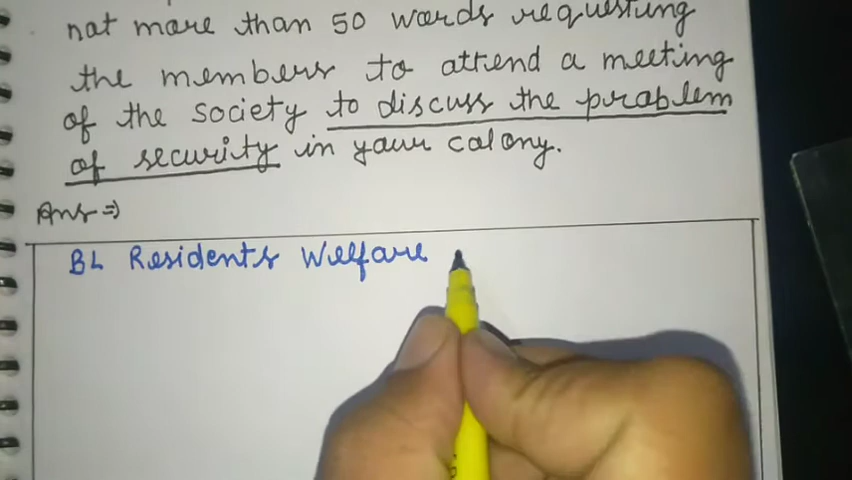 not more than 50 words requesting
the members to attend a meeting
of the society to discuss the problem
of security in your colony.
Ans ⇒
BL Residents Welfare